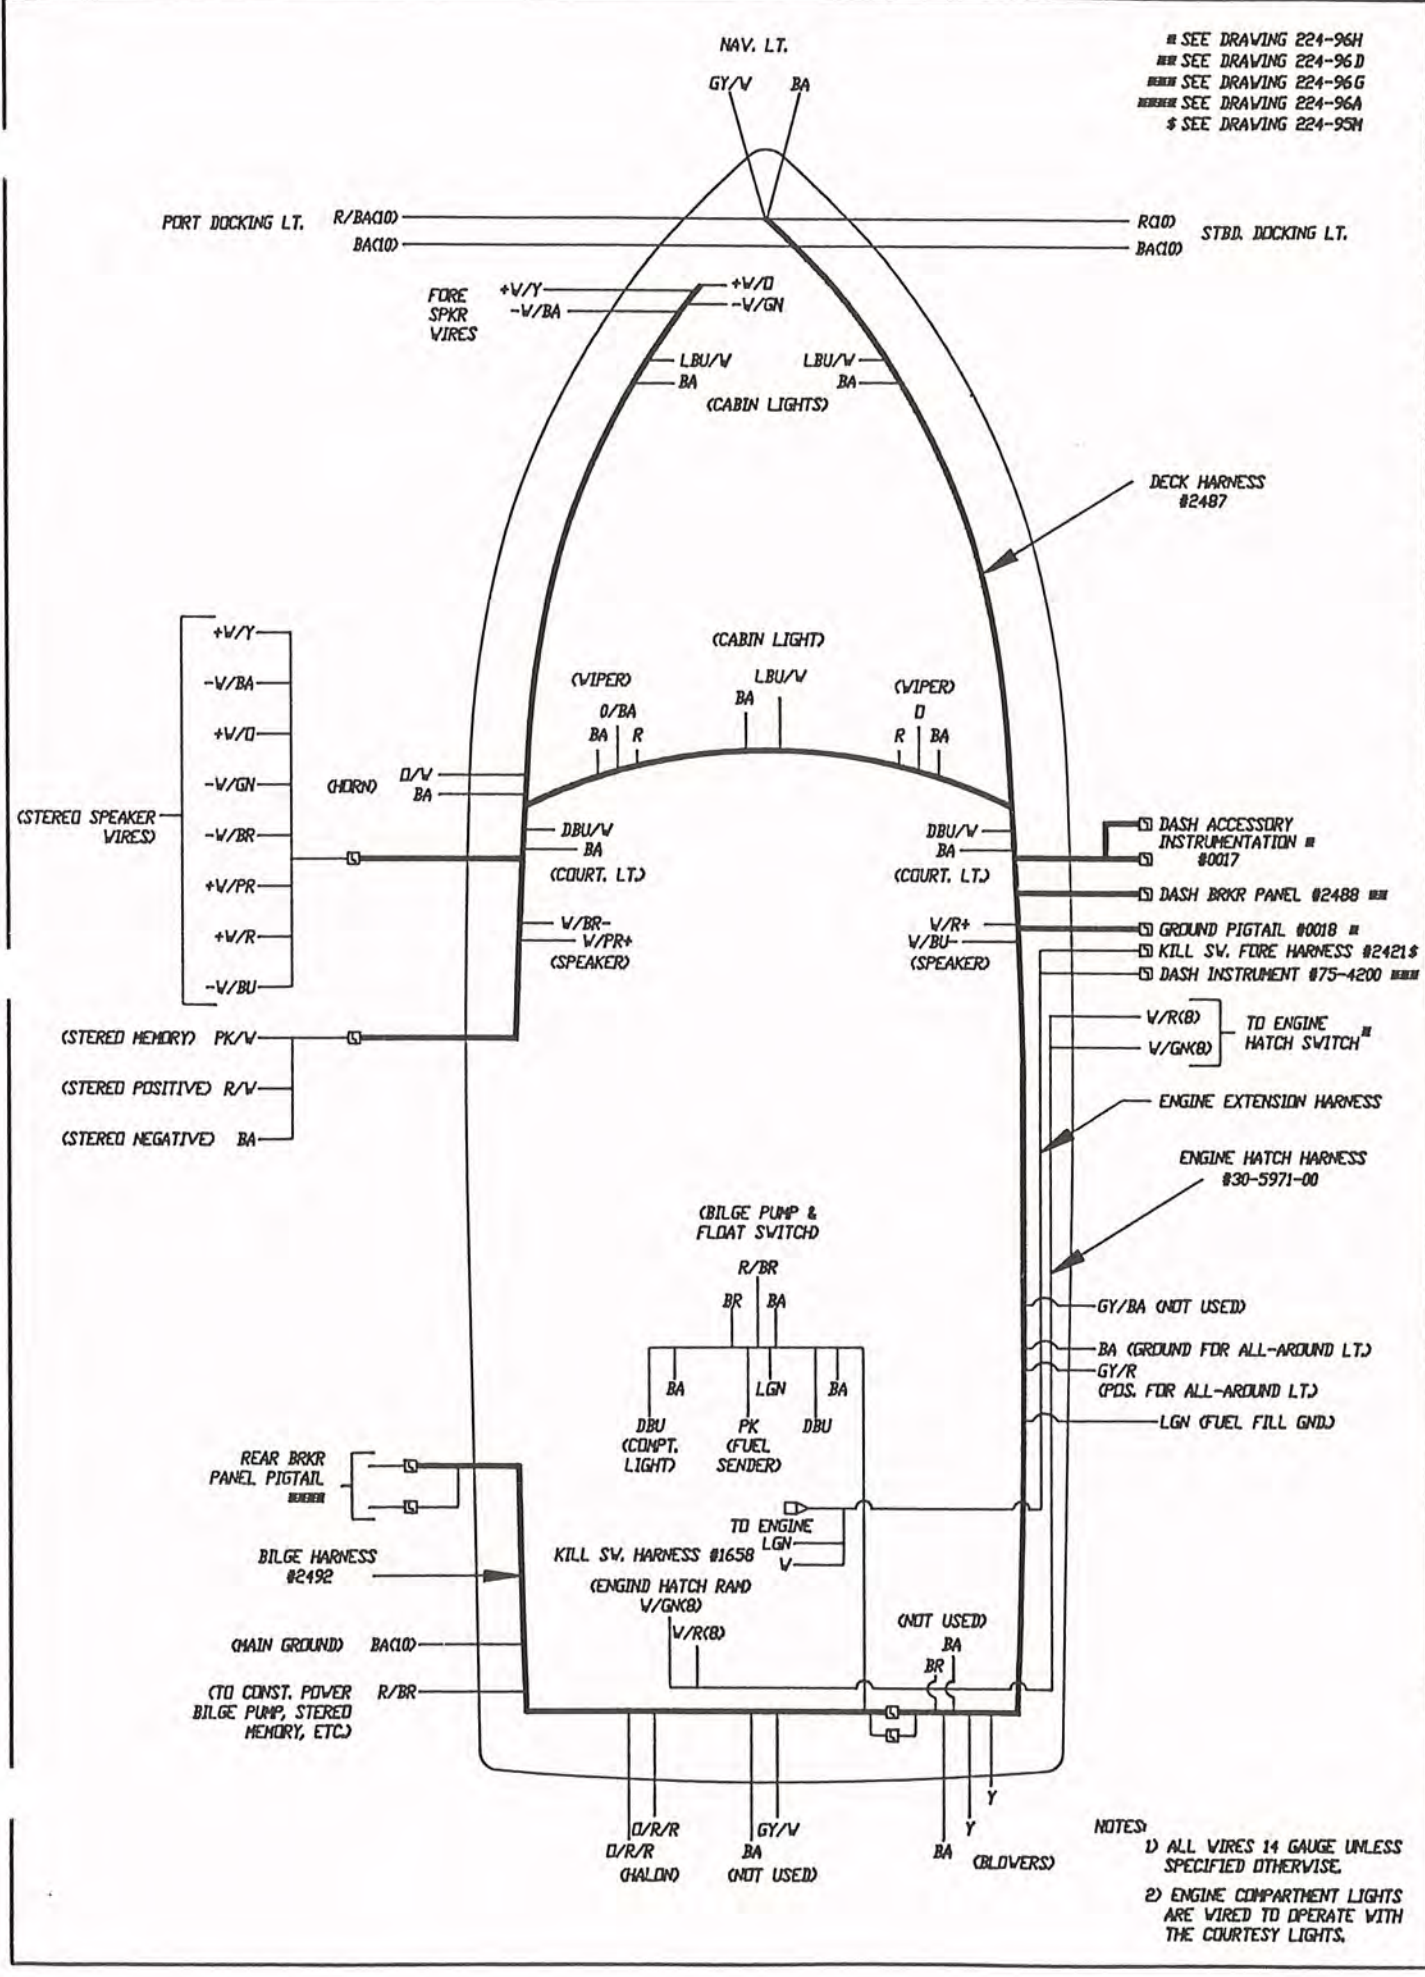 NAV. LT.
GY/W BA
* SEE DRAWING 224-96H
** SEE DRAWING 224-96D
*** SEE DRAWING 224-96G
**** SEE DRAWING 224-96A
$ SEE DRAWING 224-95M
PORT DOCKING LT. R/BA(10)
BA(10)
R(10)
BA(10)
STBD. DOCKING LT.
FORE
SPKR
WIRES
+W/Y
-W/BA
+W/O
-W/GN
LBU/W
BA
LBU/W
BA
(CABIN LIGHTS)
DECK HARNESS
#2487
+W/Y
-W/BA
+W/O
-W/GN
-W/BR
+W/PR
+W/R
-W/BU
(STEREO SPEAKER
WIRES)
(CABIN LIGHT)
LBU/W
BA
(WIPER)
O/BA
BA R
(WIPER)
O
R BA
(HORN)
O/W
BA
DBU/W
BA
(COURT. LT.)
DBU/W
BA
(COURT. LT.)
W/BR-
W/PR+
(SPEAKER)
W/R+
W/BU-
(SPEAKER)
DASH ACCESSORY
INSTRUMENTATION *
#0017
DASH BRKR PANEL #2488 **
GROUND PIGTAIL #0018 *
KILL SW. FORE HARNESS #2421$
DASH INSTRUMENT #75-4200 ***
W/R(8)
W/GN(8)
TO ENGINE
HATCH SWITCH*
(STEREO MEMORY) PK/W
(STEREO POSITIVE) R/W
(STEREO NEGATIVE) BA
ENGINE EXTENSION HARNESS
ENGINE HATCH HARNESS
#30-5971-00
(BILGE PUMP &
FLOAT SWITCH)
R/BR
BR BA
BA LGN BA
DBU
(COMPT.
LIGHT)
PK
(FUEL
SENDER)
DBU
GY/BA (NOT USED)
BA (GROUND FOR ALL-AROUND LT.)
GY/R
(POS. FOR ALL-AROUND LT.)
LGN (FUEL FILL GND.)
REAR BRKR
PANEL PIGTAIL
****
BILGE HARNESS
#2492
TO ENGINE
LGN
KILL SW. HARNESS #1658
W
(ENGIND HATCH RAM)
W/GN(8)
W/R(8)
(NOT USED)
BA
BR
(MAIN GROUND) BA(10)
(TO CONST. POWER
BILGE PUMP, STEREO
MEMORY, ETC.)
R/BR
O/R/R
O/R/R
(HALON)
GY/W
BA
(NOT USED)
Y
Y
BA
(BLOWERS)
NOTES:
1) ALL WIRES 14 GAUGE UNLESS
SPECIFIED OTHERWISE.
2) ENGINE COMPARTMENT LIGHTS
ARE WIRED TO OPERATE WITH
THE COURTESY LIGHTS.